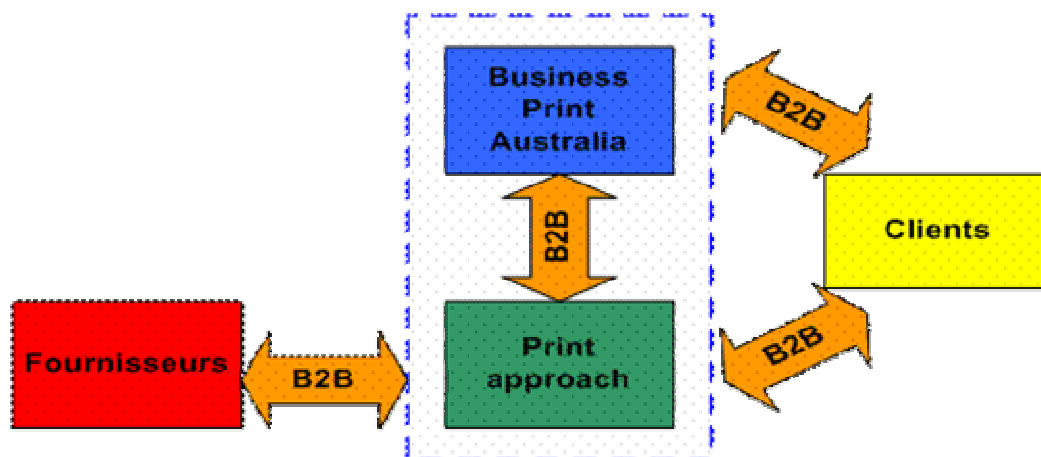 Business
Print
Australia
B2B
B2B
Clients
B2B
Fournisseurs
B2B
Print
approach
B2B